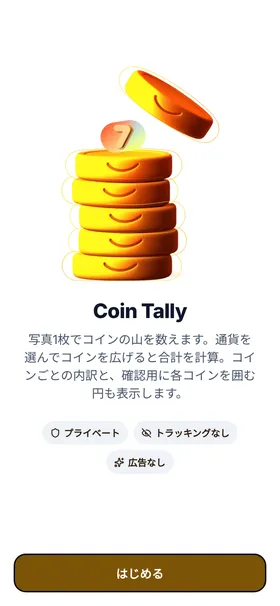 7
Coin Tally
写真1枚でコインの山を数えます。通貨を
選んでコインを広げると合計を計算。コイ
ンごとの内訳と、確認用に各コインを囲む
円も表示します。
プライベート
トラッキングなし
広告なし
はじめる